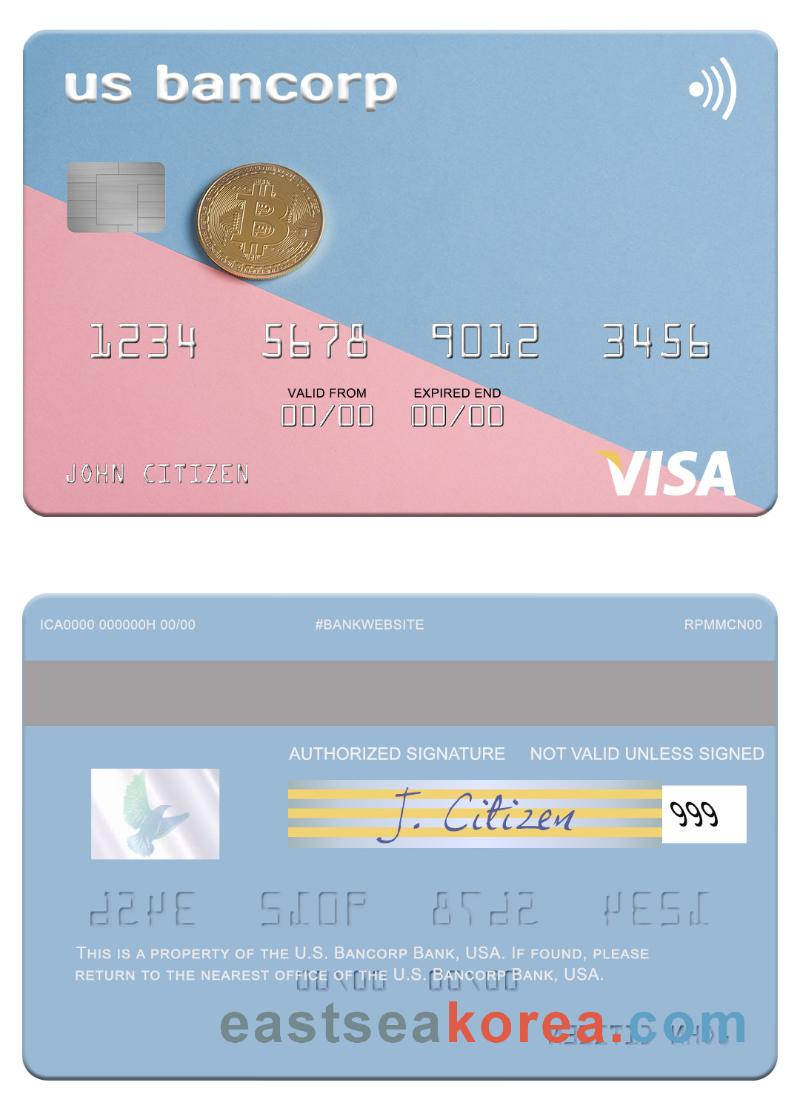 us bancorp
1234 5678 9012 3456
VALID FROM EXPIRED END
00/00 00/00
JOHN CITIZEN
VISA
ICA0000 000000H 00/00 #BANKWEBSITE RPMMCN00
AUTHORIZED SIGNATURE NOT VALID UNLESS SIGNED
J. Citizen 999
THIS IS A PROPERTY OF THE U.S. BANCORP BANK, USA. IF FOUND, PLEASE
RETURN TO THE NEAREST OFFICE OF THE U.S. BANCORP BANK, USA.
eastseakorea.com